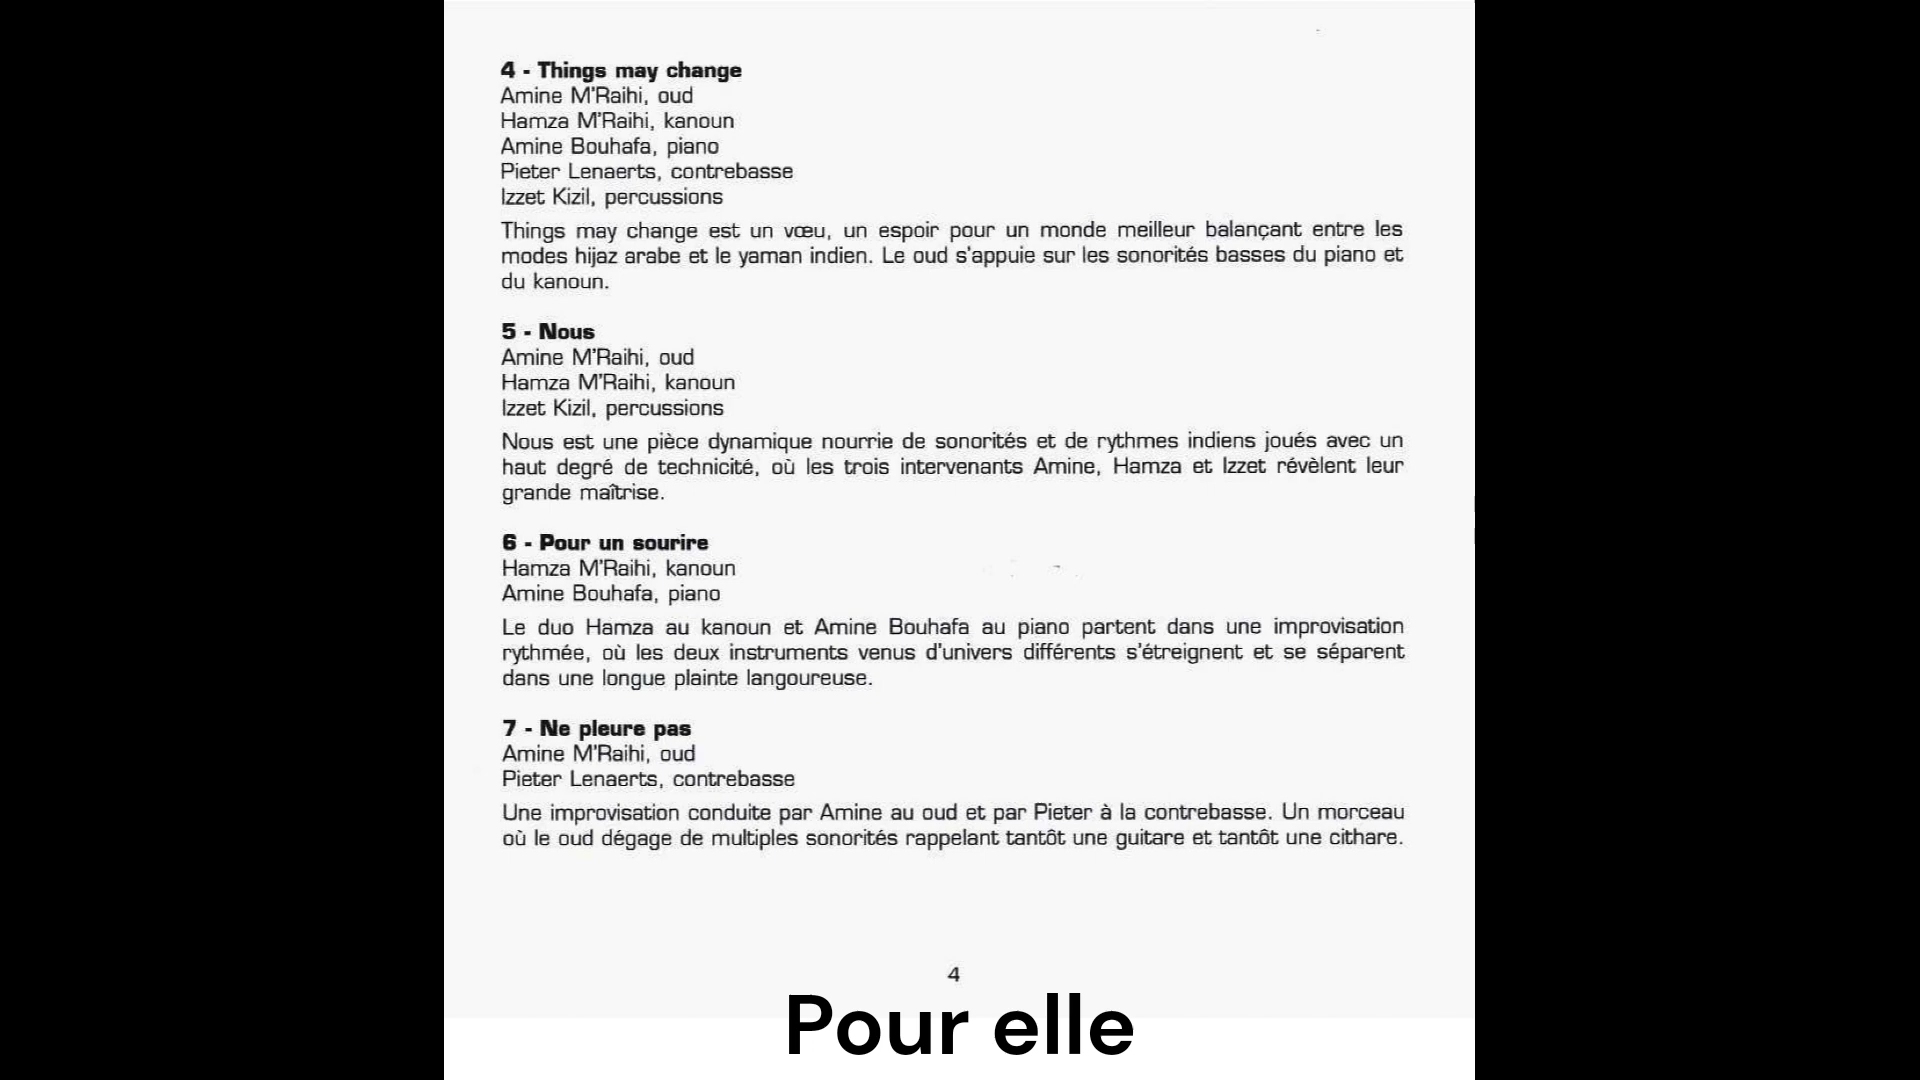 4 - Things may change
Amine M'Raihi, oud
Hamza M'Raihi, kanoun
Amine Bouhafa, piano
Pieter Lenaerts, contrebasse
Izzet Kizil, percussions
Things may change est un vœu, un espoir pour un monde meilleur balançant entre les
modes hijaz arabe et le yaman indien. Le oud s'appuie sur les sonorités basses du piano et
du kanoun.
5 - Nous
Amine M'Raihi, oud
Hamza M'Raihi, kanoun
Izzet Kizil, percussions
Nous est une pièce dynamique nourrie de sonorités et de rythmes indiens joués avec un
haut degré de technicité, où les trois intervenants Amine, Hamza et Izzet révèlent leur
grande maîtrise.
6 - Pour un sourire
Hamza M'Raihi, kanoun
Amine Bouhafa, piano
Le duo Hamza au kanoun et Amine Bouhafa au piano partent dans une improvisation
rythmée, où les deux instruments venus d'univers différents s'étreignent et se séparent
dans une longue plainte langoureuse.
7 - Ne pleure pas
Amine M'Raihi, oud
Pieter Lenaerts, contrebasse
Une improvisation conduite par Amine au oud et par Pieter à la contrebasse. Un morceau
où le oud dégage de multiples sonorités rappelant tantôt une guitare et tantôt une cithare.
4
Pour elle